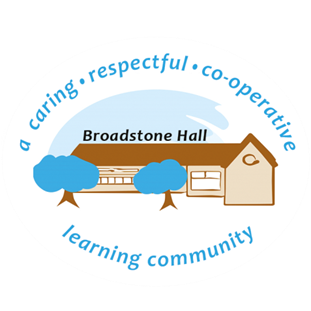 a caring • respectful • co-operative
Broadstone Hall
learning community